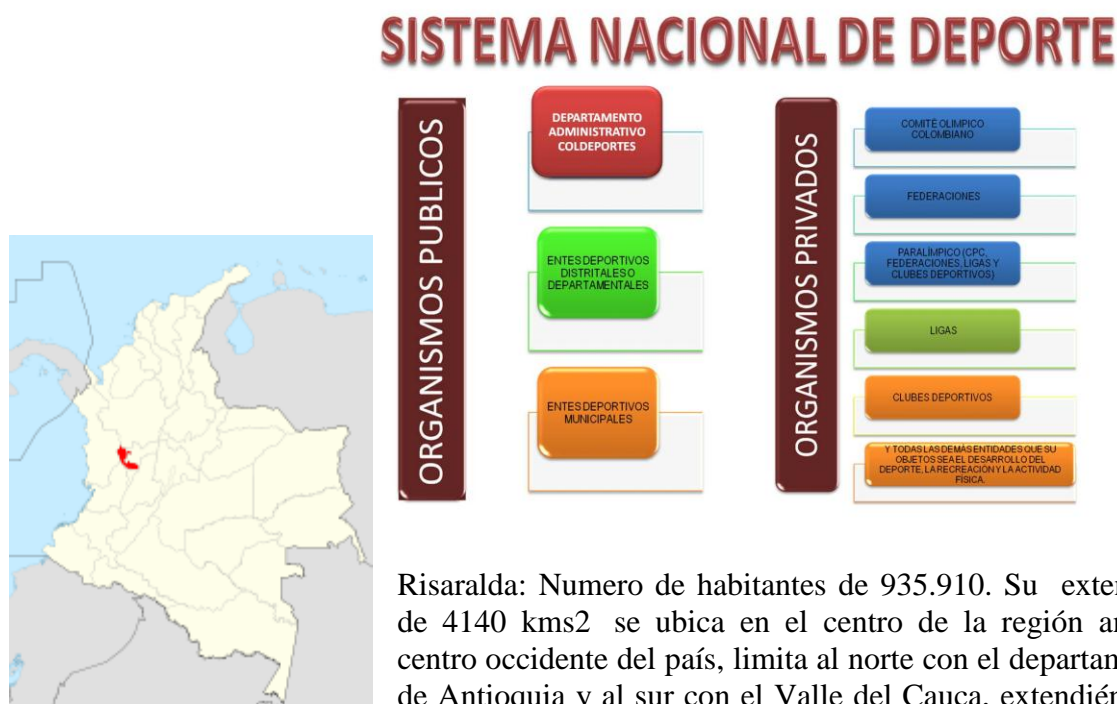 SISTEMA NACIONAL DE DEPORTE
ORGANISMOS PUBLICOS
DEPARTAMENTO
ADMINISTRATIVO
COLDEPORTES
ENTES DEPORTIVOS
DISTRITALES O
DEPARTAMENTALES
ENTES DEPORTIVOS
MUNICIPALES
ORGANISMOS PRIVADOS
COMITÉ OLIMPICO
COLOMBIANO
FEDERACIONES
PARALÍMPICO (CPC,
FEDERACIONES, LIGAS Y
CLUBES DEPORTIVOS)
LIGAS
CLUBES DEPORTIVOS
Y TODAS LAS DEMÁS ENTIDADES QUE SU
OBJETOS SEA EL DESARROLLO DEL
DEPORTE, LA RECREACION Y LA ACTIVIDAD
FISICA.
Risaralda: Numero de habitantes de 935.910. Su
de 4140 kms2 se ubica en el centro de la región
centro occidente del país, limita al norte con el
de Antioquia y al sur con el Valle del Cauca,